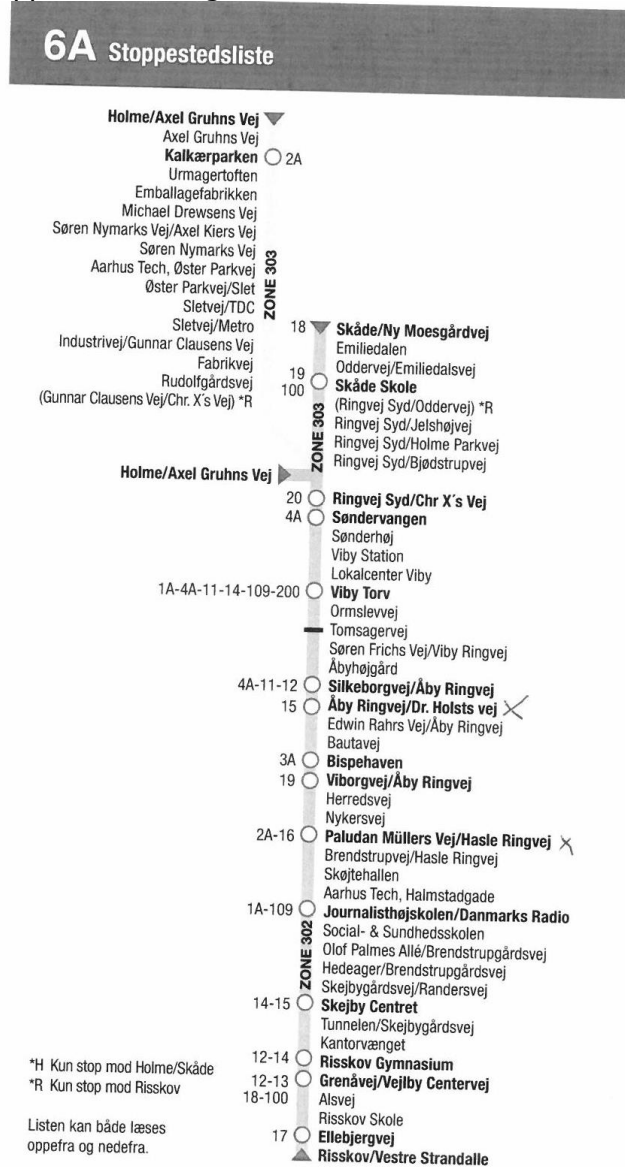 6A Stoppestedsliste
Holme/Axel Gruhns Vej
Axel Gruhns Vej
Kalkærparken 2A
Urmagertoften
Emballagefabrikken
Michael Drewsens Vej
Søren Nymarks Vej/Axel Kiers Vej
Søren Nymarks Vej
Aarhus Tech, Øster Parkvej
Øster Parkvej/Slet
Sletvej/TDC
Sletvej/Metro
Industrivej/Gunnar Clausens Vej
Fabrikvej
Rudolfgårdsvej
(Gunnar Clausens Vej/Chr. X´s Vej) *R
ZONE 303
18 Skåde/Ny Moesgårdvej
Emiliedalen
Oddervej/Emiliedalsvej
19
100 Skåde Skole
(Ringvej Syd/Oddervej) *R
Ringvej Syd/Jelshøjvej
Ringvej Syd/Holme Parkvej
Ringvej Syd/Bjødstrupvej
ZONE 303
Holme/Axel Gruhns Vej
20 Ringvej Syd/Chr X´s Vej
4A Søndervangen
Sønderhøj
Viby Station
Lokalcenter Viby
1A-4A-11-14-109-200 Viby Torv
Ormslevvej
Tomsagervej
Søren Frichs Vej/Viby Ringvej
Åbyhøjgård
4A-11-12 Silkeborgvej/Åby Ringvej
15 Åby Ringvej/Dr. Holsts vej
Edwin Rahrs Vej/Åby Ringvej
Bautavej
3A Bispehaven
19 Viborgvej/Åby Ringvej
Herredsvej
Nykersvej
2A-16 Paludan Müllers Vej/Hasle Ringvej
Brendstrupvej/Hasle Ringvej
Skøjtehallen
Aarhus Tech, Halmstadgade
1A-109 Journalisthøjskolen/Danmarks Radio
Social- & Sundhedsskolen
Olof Palmes Allé/Brendstrupgårdsvej
Hedeager/Brendstrupgårdsvej
Skejbygårdsvej/Randersvej
ZONE 302
14-15 Skejby Centret
Tunnelen/Skejbygårdsvej
Kantorvænget
12-14 Risskov Gymnasium
12-13 Grenåvej/Vejlby Centervej
18-100 Alsvej
Risskov Skole
17 Ellebjergvej
Risskov/Vestre Strandalle
*H Kun stop mod Holme/Skåde
*R Kun stop mod Risskov
Listen kan både læses
oppefra og nedefra.